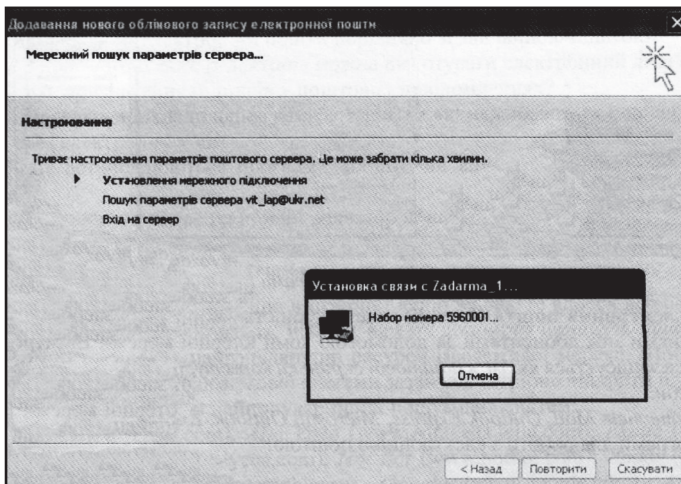 Додавання нового облікового запису електронної пошти
Мережний пошук параметрів сервера...
Настроювання
Триває настроювання параметрів поштового сервера. Це може забрати кілька хвилин.
Установлення мережного підключення
Пошук параметрів сервера vit_lap@ukr.net
Вхід на сервер
Установка связи с Zadarma_1...
Набор номера 5960001...
Отмена
< Назад
Повторити
Скасувати